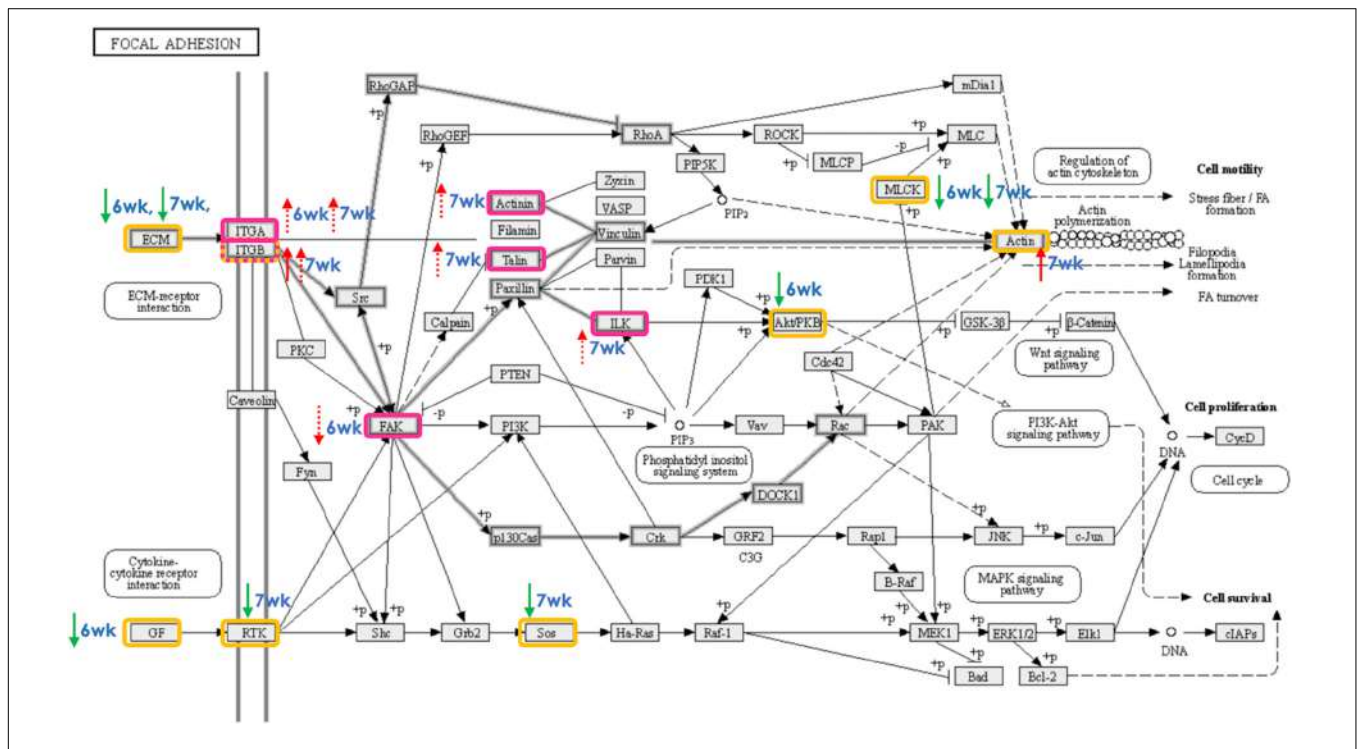 FOCAL ADHESION
RhoGAP
mDia1
+p
RhoGEF
RhoA
ROCK
+p
MLC
+p
PIP5K
+p
MLCP
-p
+p
Regulation of
actin cytoskeleton
Cell motility
Stress fiber / FA
formation
6wk, 7wk,
6wk 7wk
7wk
Actinin
Zyxin
VASP
PIP2
MLCK
6wk 7wk
+p
ECM
ITGA
ITGB
Filamin
Vinculin
Actin
Actin
polymerization
7wk
7wk
Talin
Parvin
7wk
Filopodia
Lamellipodia
formation
FA turnover
ECM-receptor
interaction
Src
Paxillin
+p
PDK1
+p
6wk
Calpain
ILK
+p
Akt/PKB
GSK-3β
β-Catenin
+p
7wk
PKC
PTEN
Cdc42
Wnt signaling
pathway
Caveolin
+p
-p
-p
6wk
FAK
PI3K
PIP3
Vav
Rac
PAK
PI3K-Akt
signaling pathway
Cell proliferation
CycD
DNA
Fyn
Phosphatidyl inositol
signaling system
Cell cycle
DOCK1
+p
p130Cas
Crk
GRF2
C3G
Rap1
JNK
+p
c-Jun
Cytokine-
cytokine receptor
interaction
B-Raf
+p
+p
MAPK signaling
pathway
7wk
7wk
+p
+p
+p
Cell survival
6wk
GF
RTK
Shc
Grb2
Sos
Ha-Ras
Raf-1
+p
MEK1
+p
ERK1/2
+p
Elk1
DNA
cIAPs
+p
+p
+p
Bad
Bcl-2